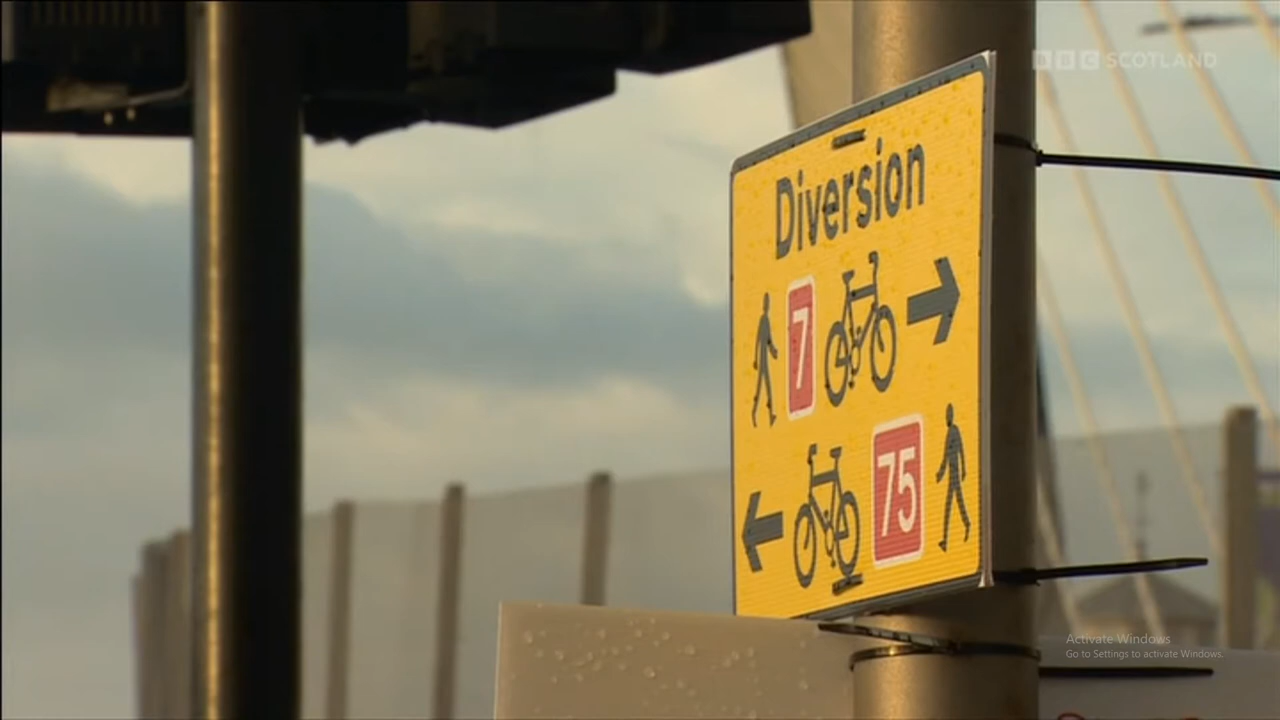 BBC SCOTLAND
Diversion
7
75
Activate Windows
Go to Settings to activate Windows.